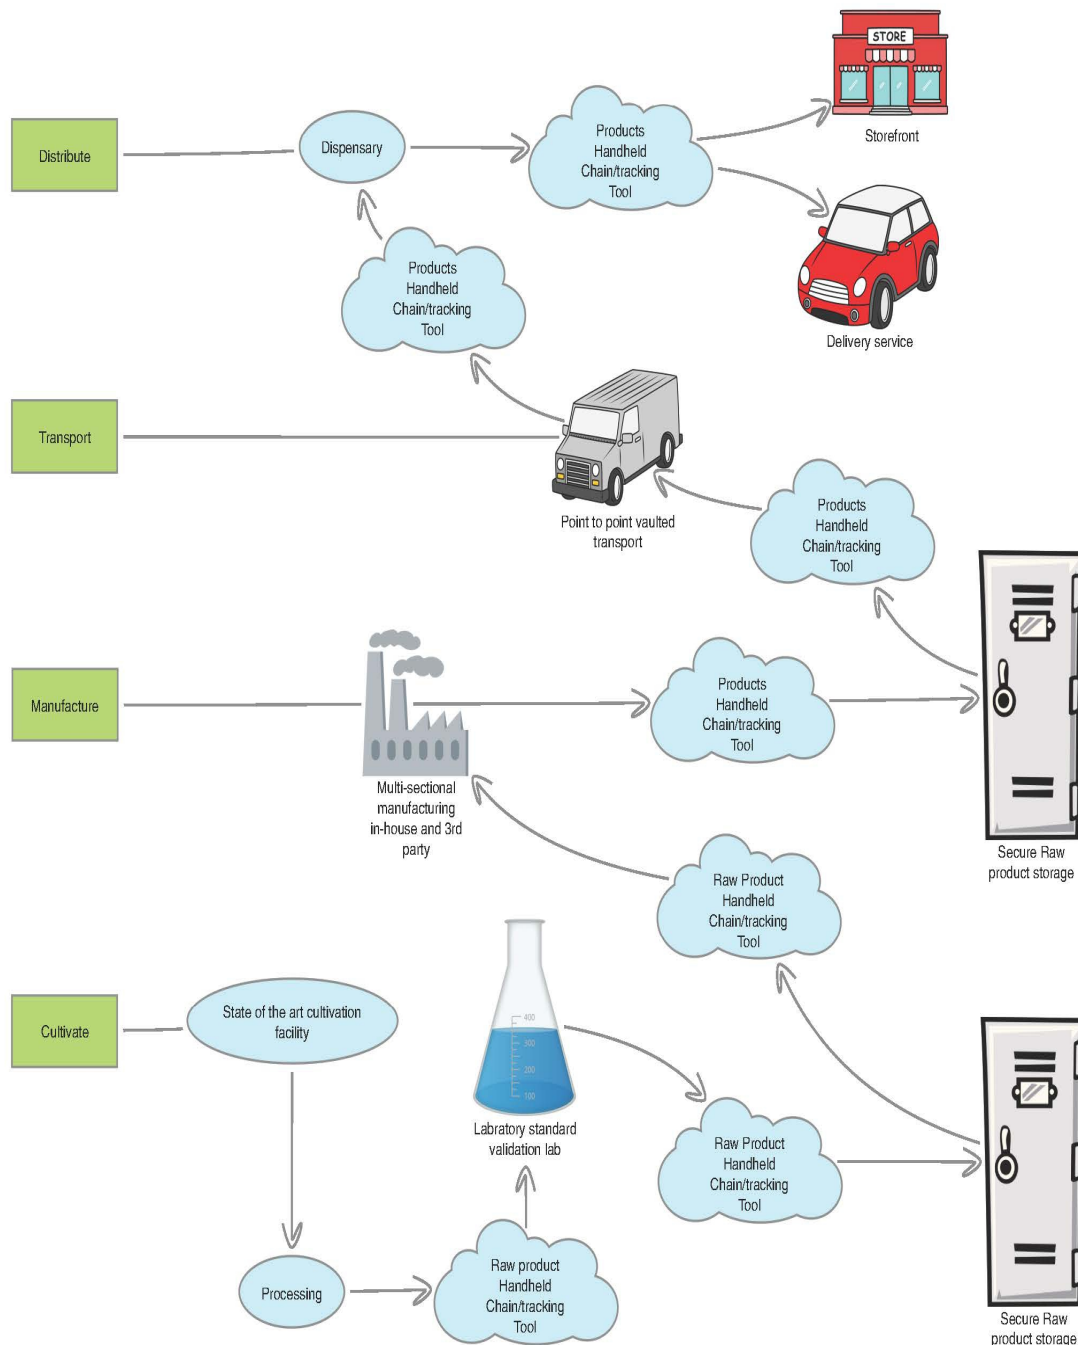 STORE
Storefront
Distribute
Dispensary
Products
Handheld
Chain/tracking
Tool
Delivery service
Products
Handheld
Chain/tracking
Tool
Transport
Point to point vaulted
transport
Products
Handheld
Chain/tracking
Tool
Manufacture
Multi-sectional
manufacturing
in-house and 3rd
party
Products
Handheld
Chain/tracking
Tool
Secure Raw
product storage
Raw Product
Handheld
Chain/tracking
Tool
Cultivate
State of the art cultivation
facility
400
300
200
100
Labratory standard
validation lab
Raw Product
Handheld
Chain/tracking
Tool
Processing
Raw product
Handheld
Chain/tracking
Tool
Secure Raw
product storage